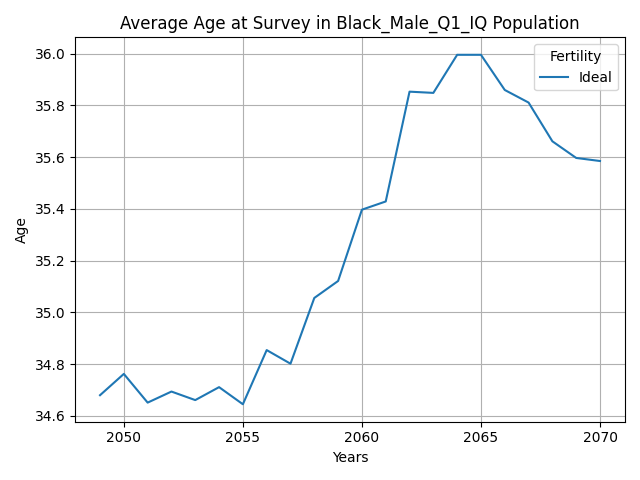 Average Age at Survey in Black_Male_Q1_IQ Population
Fertility
Ideal
Age
36.0
35.8
35.6
35.4
35.2
35.0
34.8
34.6
2050 2055 2060 2065 2070
Years